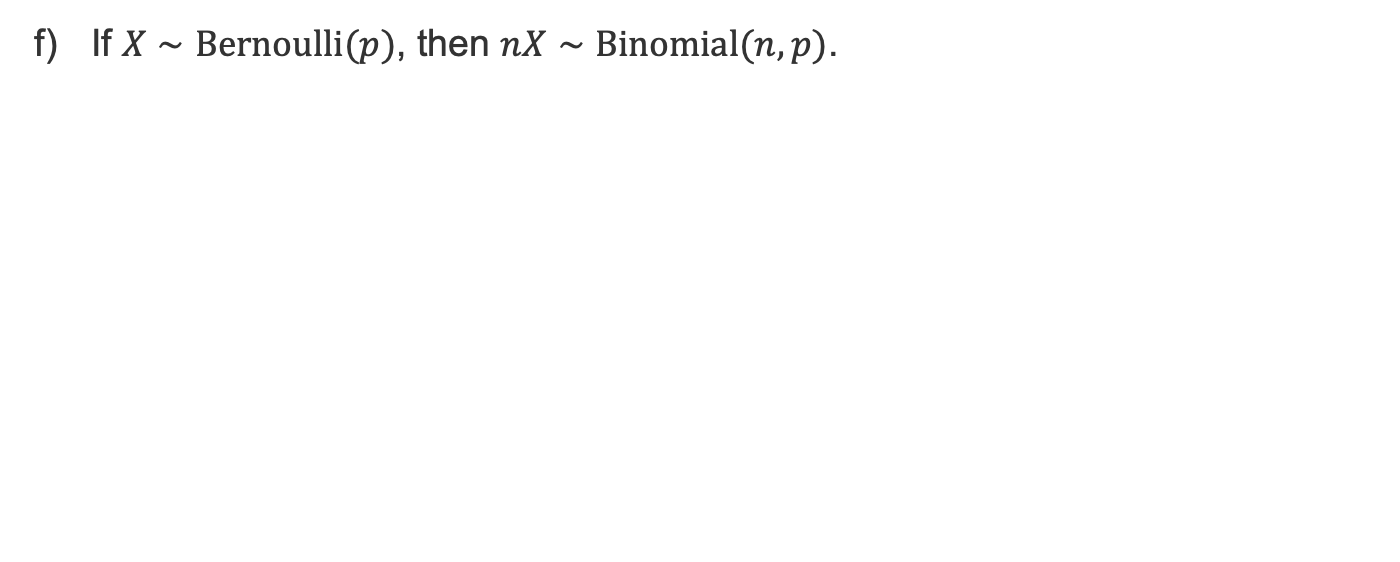 f) If X ~ Bernoulli(p), then nX ~ Binomial(n, p).